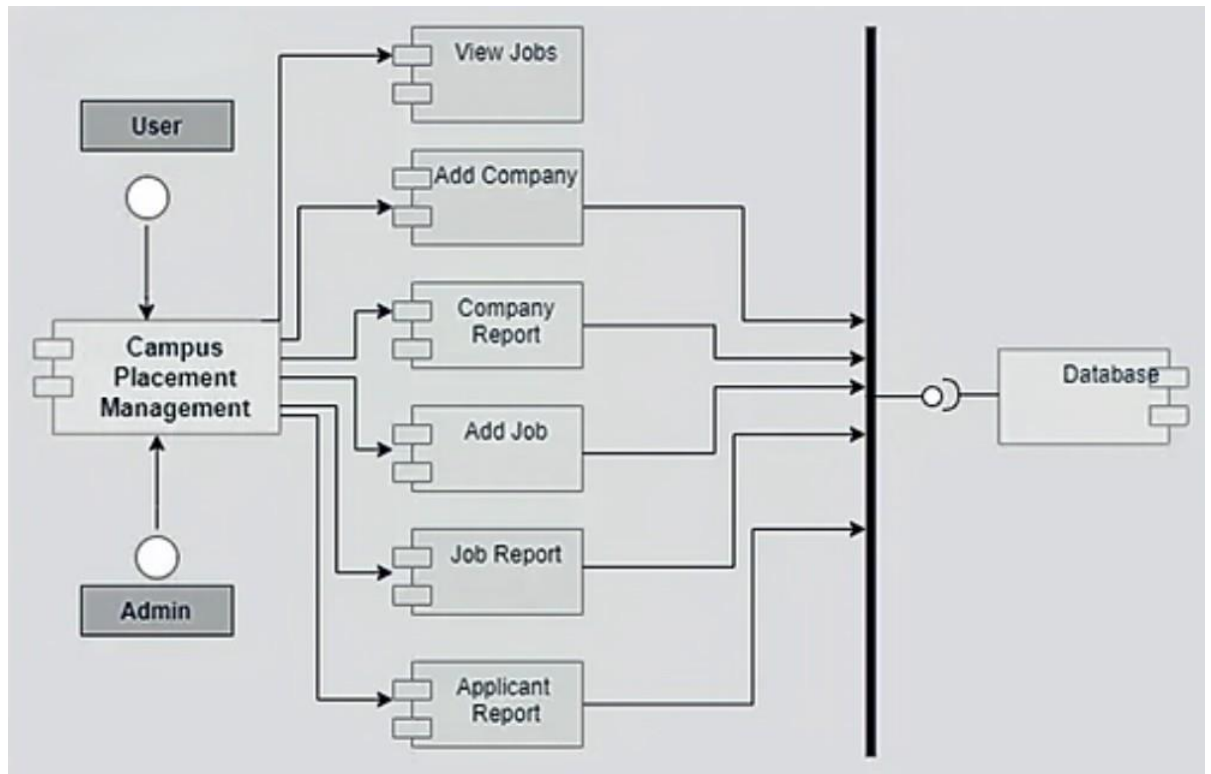 View Jobs
User
Add Company
Company
Report
Campus
Placement
Management
Database
Add Job
Job Report
Admin
Applicant
Report